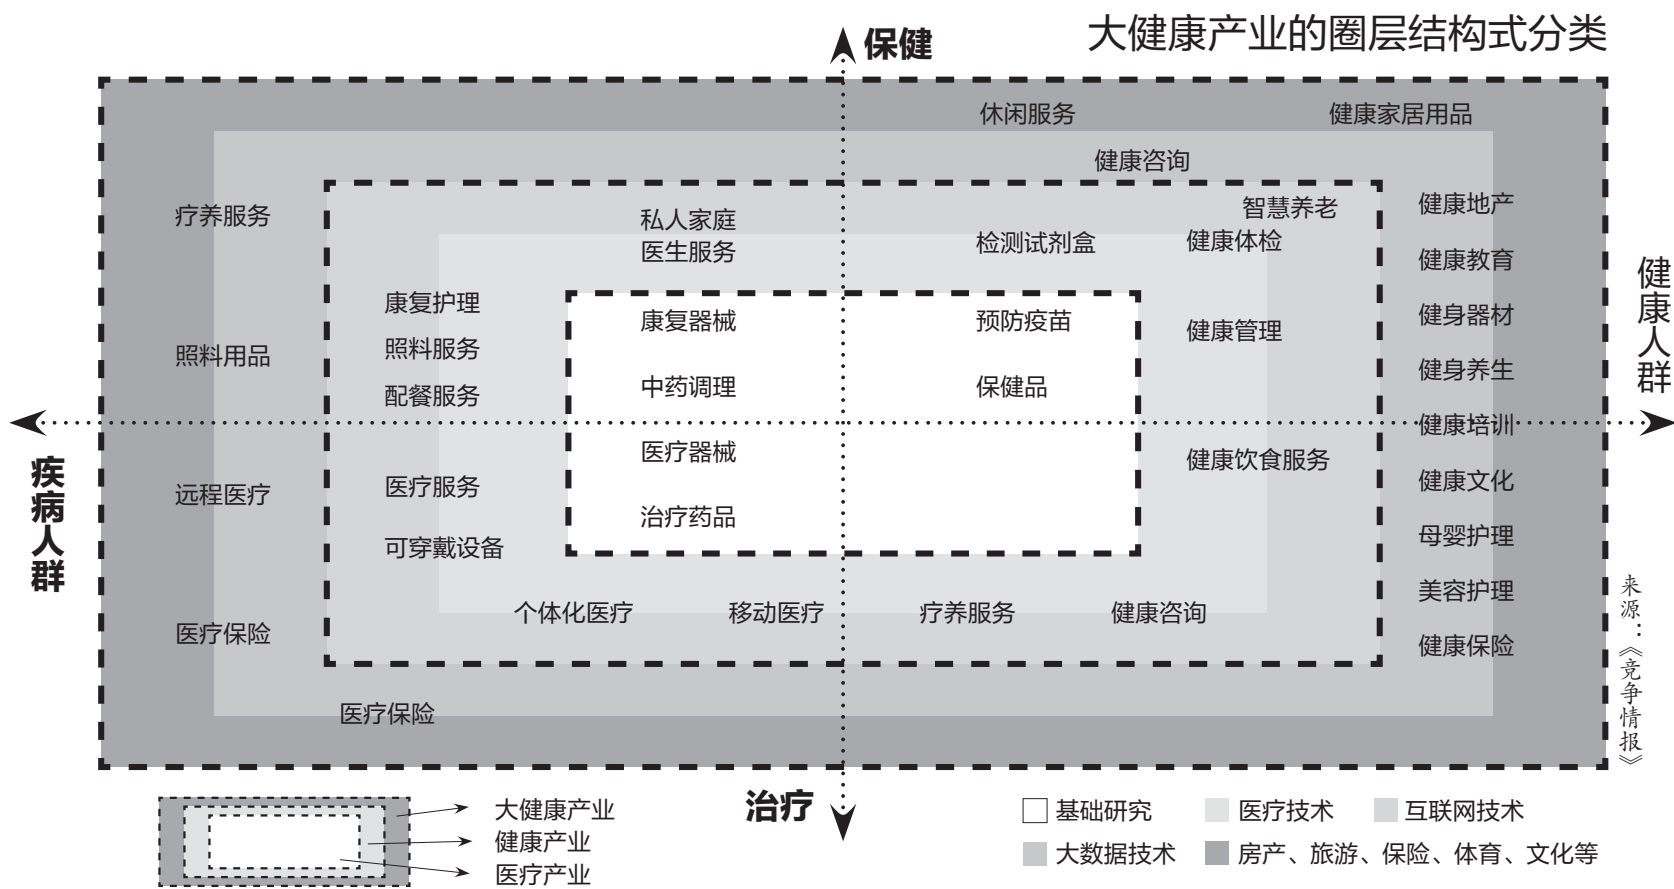 大健康产业的圈层结构式分类
保健
休闲服务
健康家居用品
健康咨询
疗养服务
私人家庭
医生服务
检测试剂盒
智慧养老
健康体检
健康地产
健康教育
健康人群
康复护理
照料服务
配餐服务
照料用品
康复器械
中药调理
预防疫苗
保健品
健康管理
健身器材
健身养生
健康培训
疾病人群
远程医疗
医疗服务
可穿戴设备
医疗器械
治疗药品
健康饮食服务
健康文化
母婴护理
美容护理
健康保险
医疗保险
个体化医疗
移动医疗
疗养服务
健康咨询
医疗保险
来源：《竞争情报》
治疗
大健康产业
健康产业
医疗产业
基础研究
医疗技术
互联网技术
大数据技术
房产、旅游、保险、体育、文化等